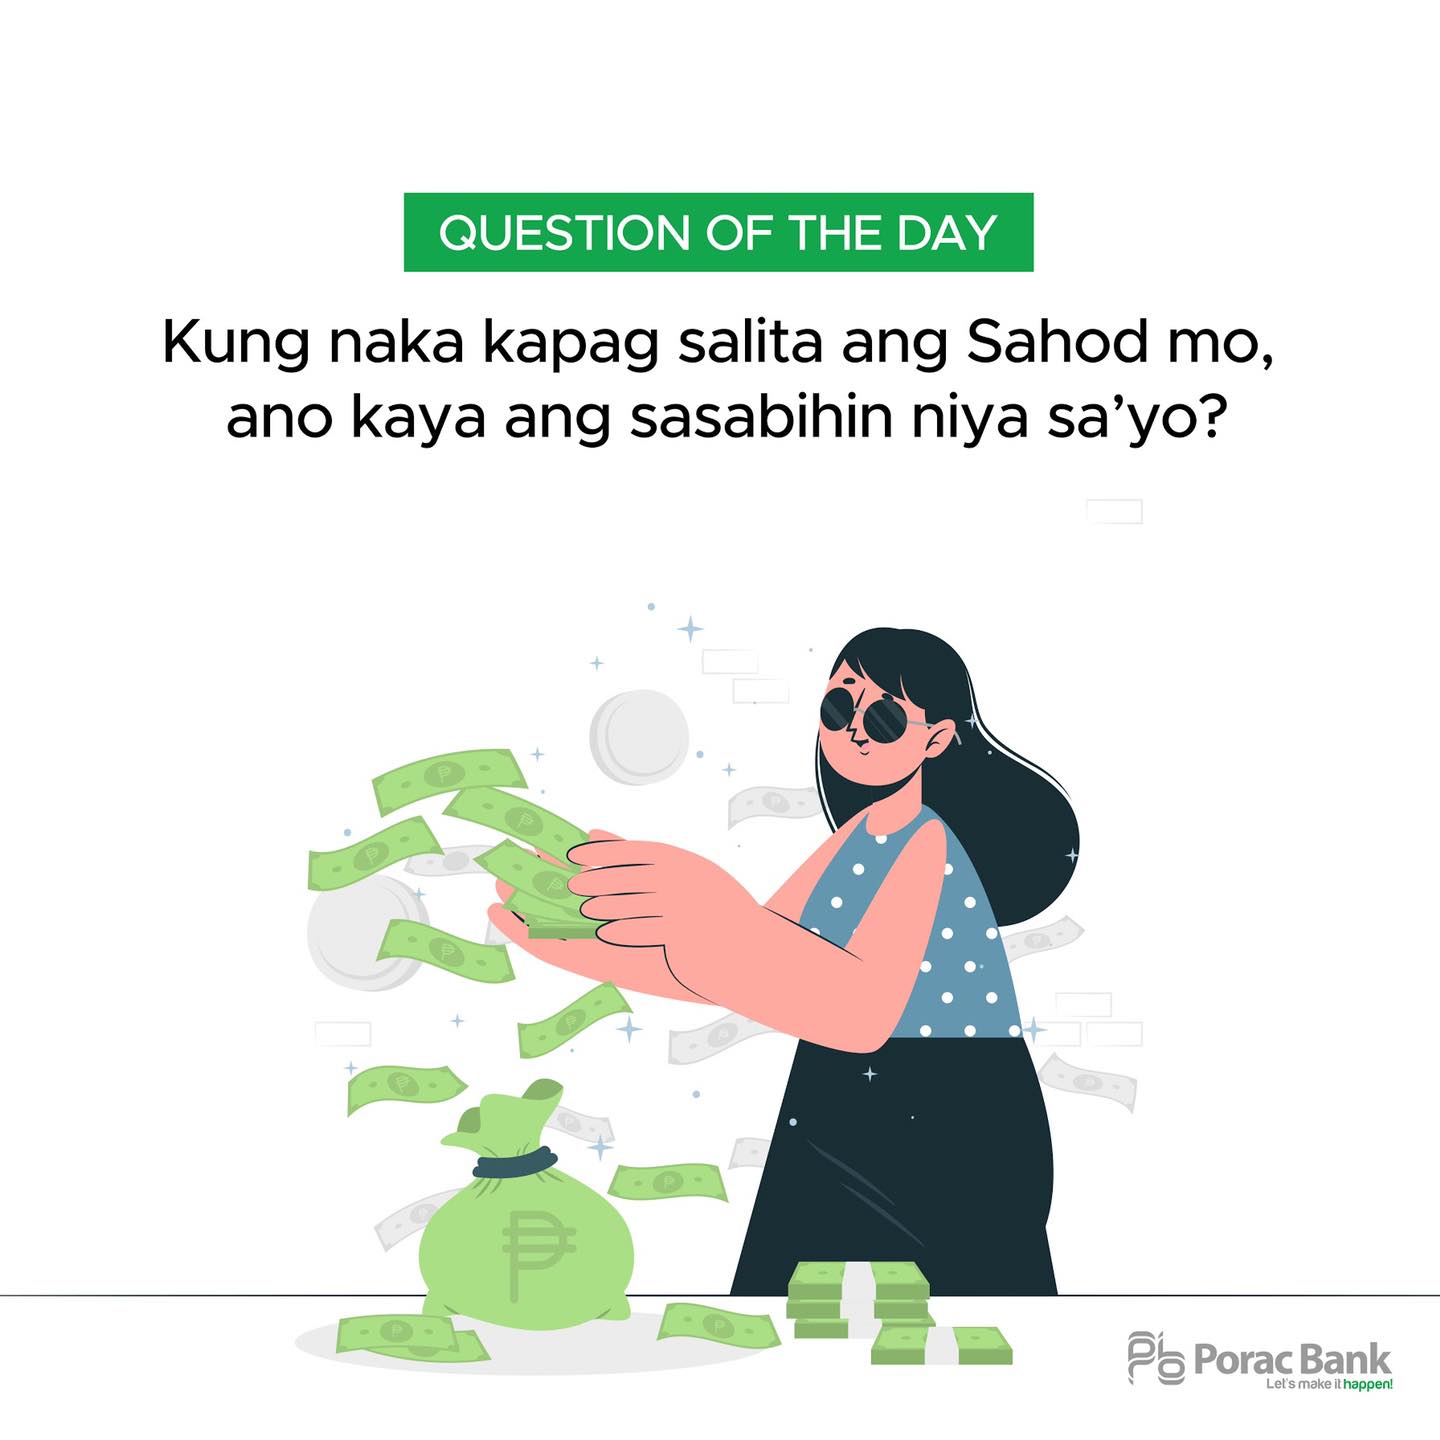 QUESTION OF THE DAY
Kung naka kapag salita ang Sahod mo,
ano kaya ang sasabihin niya sa’yo?
₱
Porac Bank
Let's make it happen!